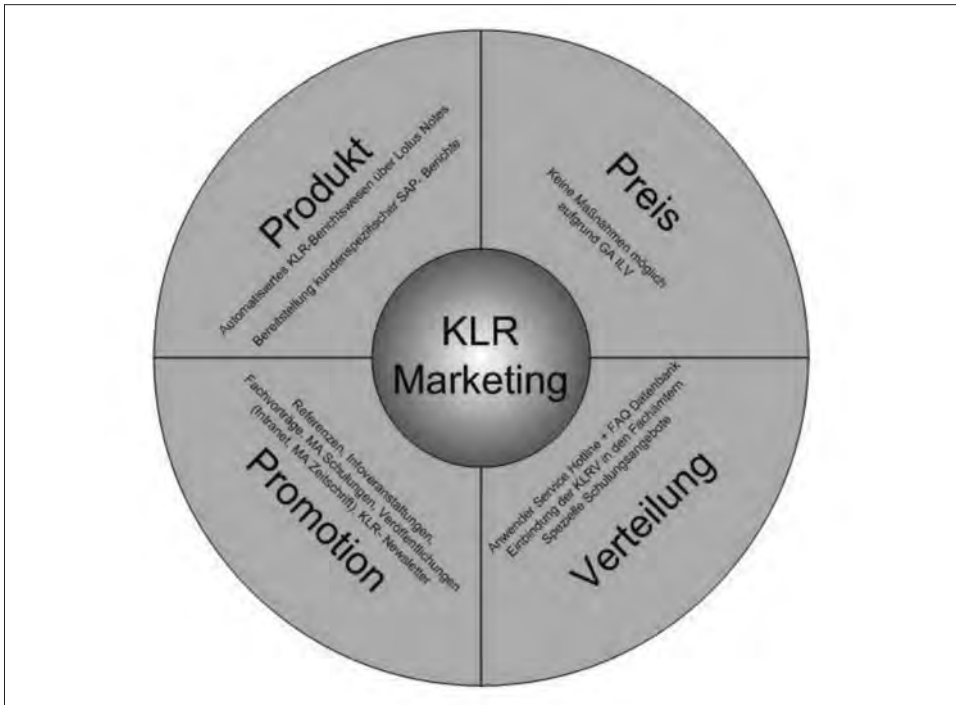 Produkt
Automatisiertes KLR-Berichtswesen über Lotus Notes
Bereitstellung kundenspezifischer SAP- Berichte
Preis
Keine Maßnahmen möglich
aufgrund GA ILV
KLR
Marketing
Referenzen, Infoveranstaltungen,
Fachvorträge, MA Schulungen, Veröffentlichungen
(Intranet, MA Zeitschrift), KLR- Newsletter
Promotion
Anwender Service Hotline + FAQ Datenbank
Einbindung der KLRV in den Fachämtern
Spezielle Schulungsangebote
Verteilung